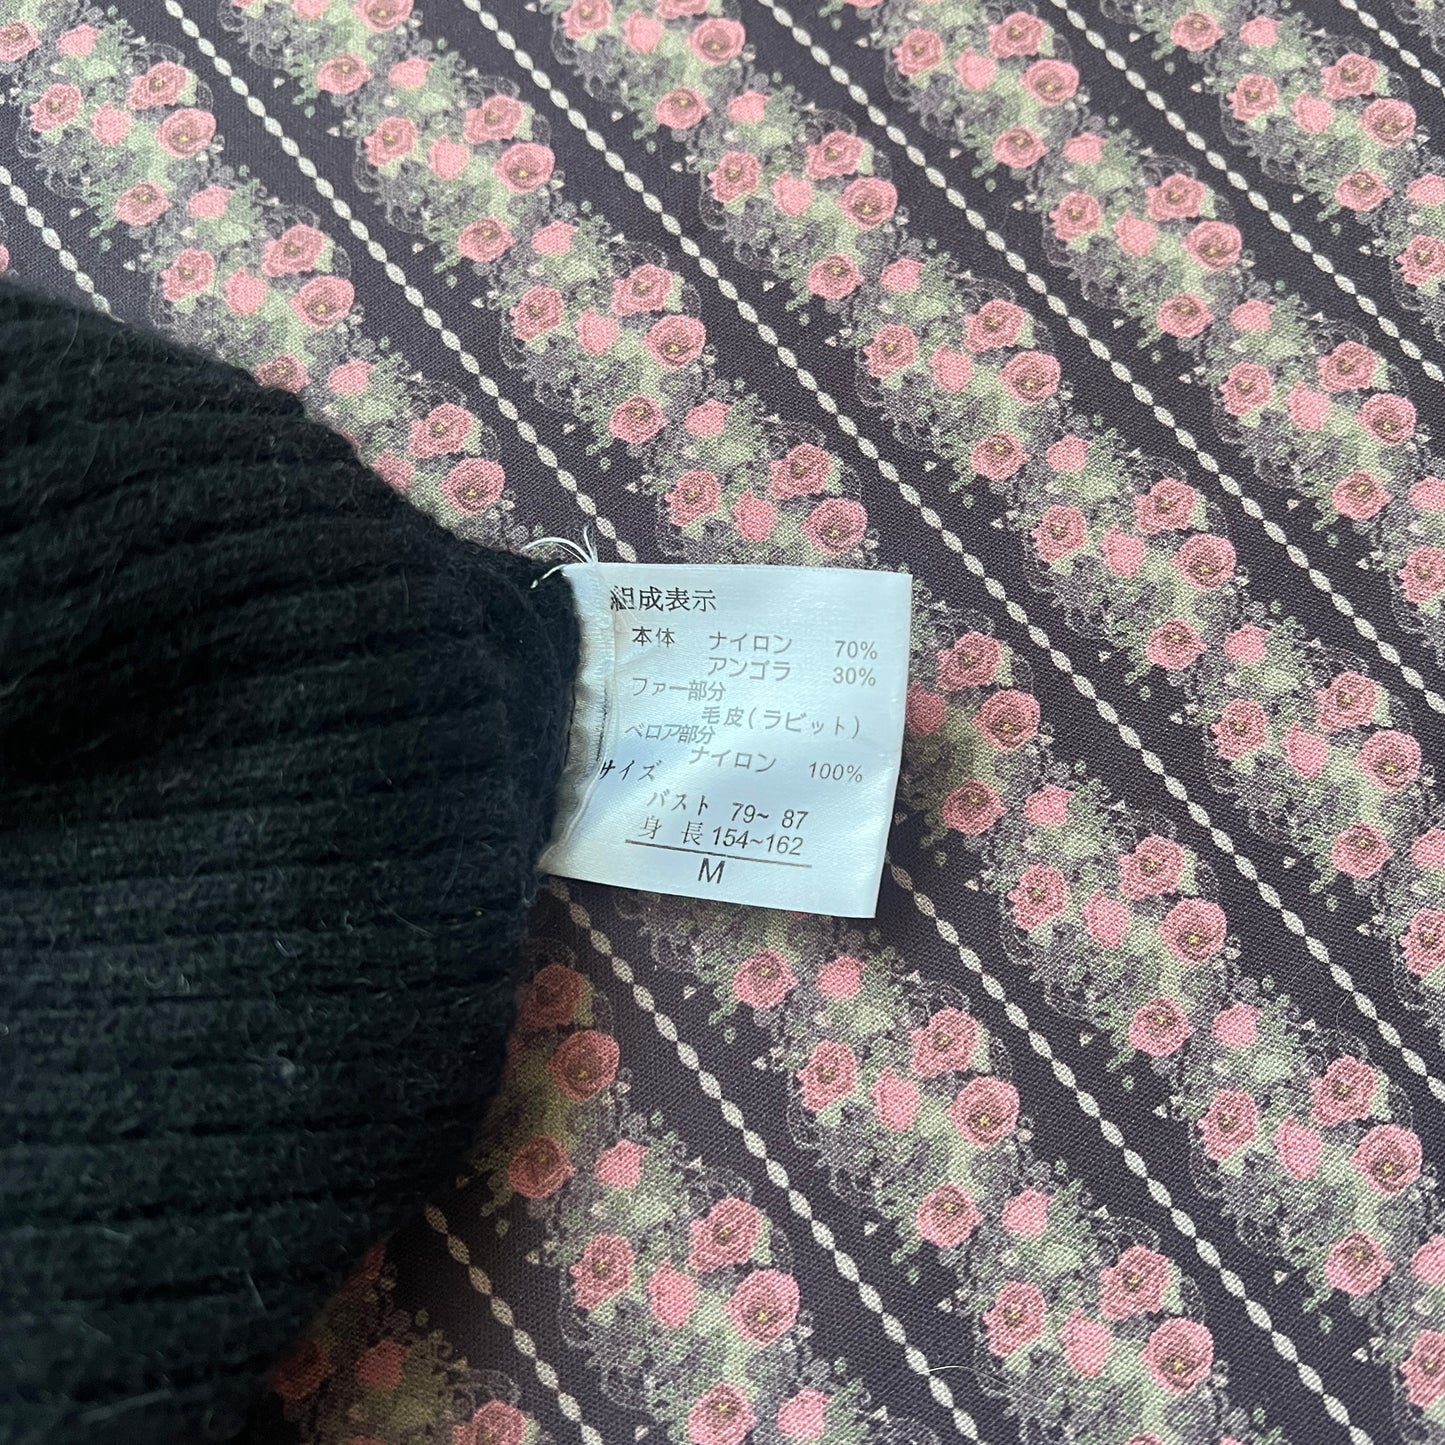 組成表示
本体 ナイロン 70%
アンゴラ 30%
ファー部分
毛皮(ラビット)
ベロア部分
ナイロン 100%
サイズ
バスト 79~ 87
身 長 154~162
M